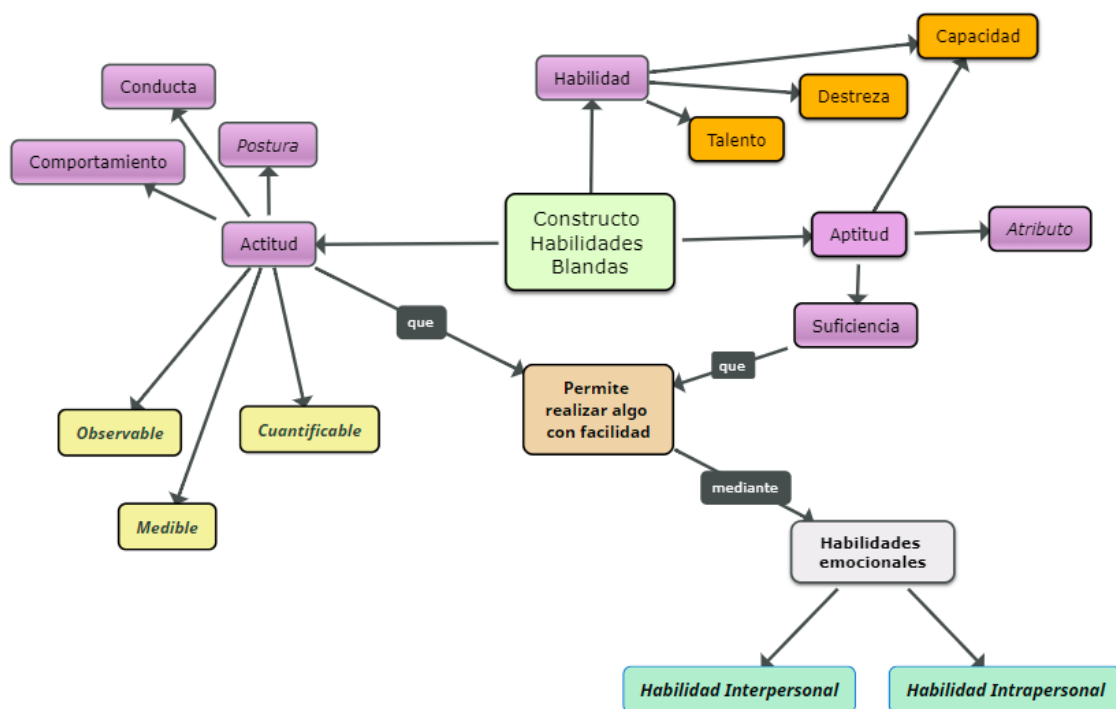 Capacidad
Habilidad
Conducta
Destreza
Talento
Postura
Comportamiento
Constructo
Habilidades
Blandas
Actitud
Aptitud
Atributo
que
Suficiencia
que
Permite
realizar algo
con facilidad
Observable
Cuantificable
mediante
Medible
Habilidades
emocionales
Habilidad Interpersonal
Habilidad Intrapersonal